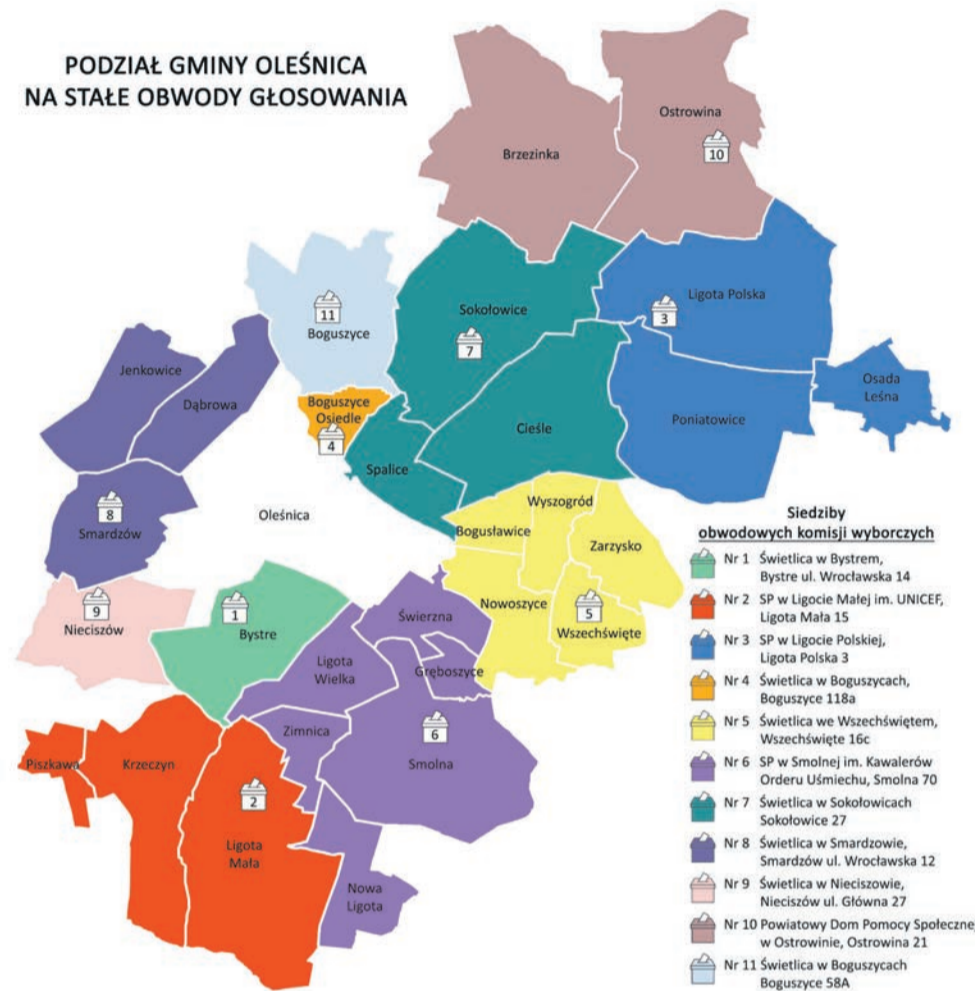 PODZIAŁ GMINY OLEŚNICA
NA STAŁE OBWODY GŁOSOWANIA
Ostrowina
10
Brzezinka
Ligota Polska
3
Sokołowice
7
11
Boguszyce
Jenkowice
Dąbrowa
Osada
Leśna
Boguszyce
Osiedle
4
Poniatowice
Cieśle
Spalice
8
Smardzów
Oleśnica
Wyszogród
Bogusławice
Zarzysko
9
Nieciszów
1
Bystre
Nowoszyce
5
Wszechświęte
Świerzna
Ligota
Wielka
Gręboszyce
Zimnica
6
Smolna
Piszkawa
Krzeczyn
2
Ligota
Mała
Nowa
Ligota
Siedziby
obwodowych komisji wyborczych
Nr 1 Świetlica w Bystrem,
Bystre ul. Wrocławska 14
Nr 2 SP w Ligocie Małej im. UNICEF,
Ligota Mała 15
Nr 3 SP w Ligocie Polskiej,
Ligota Polska 3
Nr 4 Świetlica w Boguszycach,
Boguszyce 118a
Nr 5 Świetlica we Wszechświętem,
Wszechświęte 16c
Nr 6 SP w Smolnej im. Kawalerów
Orderu Uśmiechu, Smolna 70
Nr 7 Świetlica w Sokołowicach
Sokołowice 27
Nr 8 Świetlica w Smardzowie,
Smardzów ul. Wrocławska 12
Nr 9 Świetlica w Nieciszowie,
Nieciszów ul. Główna 27
Nr 10 Powiatowy Dom Pomocy Społecznej
w Ostrowinie, Ostrowina 21
Nr 11 Świetlica w Boguszycach
Boguszyce 58A